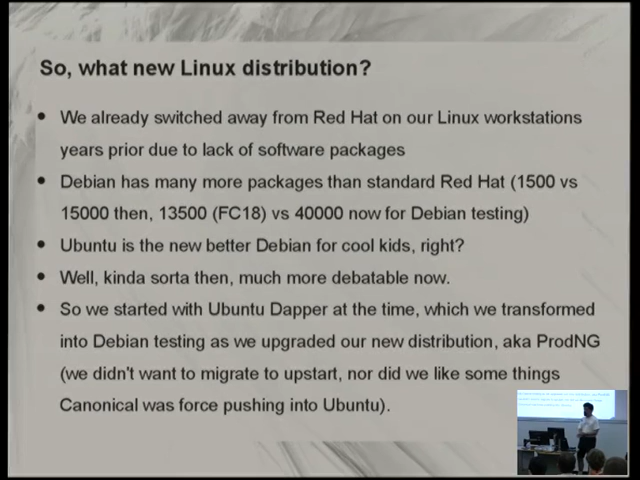 So, what new Linux distribution?
We already switched away from Red Hat on our Linux workstations
years prior due to lack of software packages
Debian has many more packages than standard Red Hat (1500 vs
15000 then, 13500 (FC18) vs 40000 now for Debian testing)
Ubuntu is the new better Debian for cool kids, right?
Well, kinda sorta then, much more debatable now.
So we started with Ubuntu Dapper at the time, which we transformed
into Debian testing as we upgraded our new distribution, aka ProdNG
(we didn't want to migrate to upstart, nor did we like some things
Canonical was force pushing into Ubuntu).